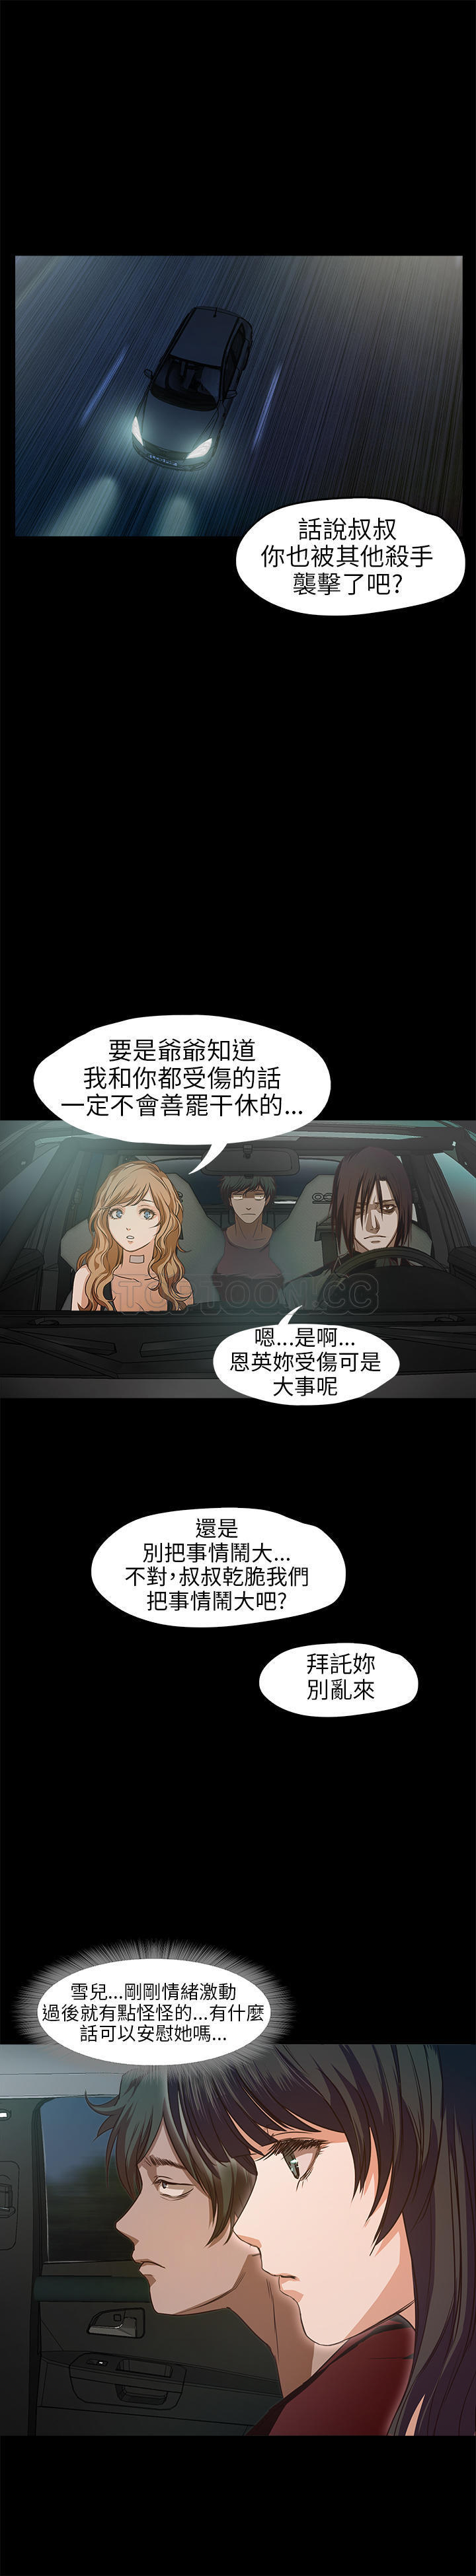 話說叔叔
你也被其他殺手
襲擊了吧?
要是爺爺知道
我和你都受傷的話
一定不會善罷干休的...
TOPTOON.CC
嗯...是啊...
恩英妳受傷可是
大事呢
還是
別把事情鬧大...
不對,叔叔乾脆我們
把事情鬧大吧?
拜託妳
別亂來
雪兒...剛剛情緒激動
過後就有點怪怪的...有什麼
話可以安慰她嗎...